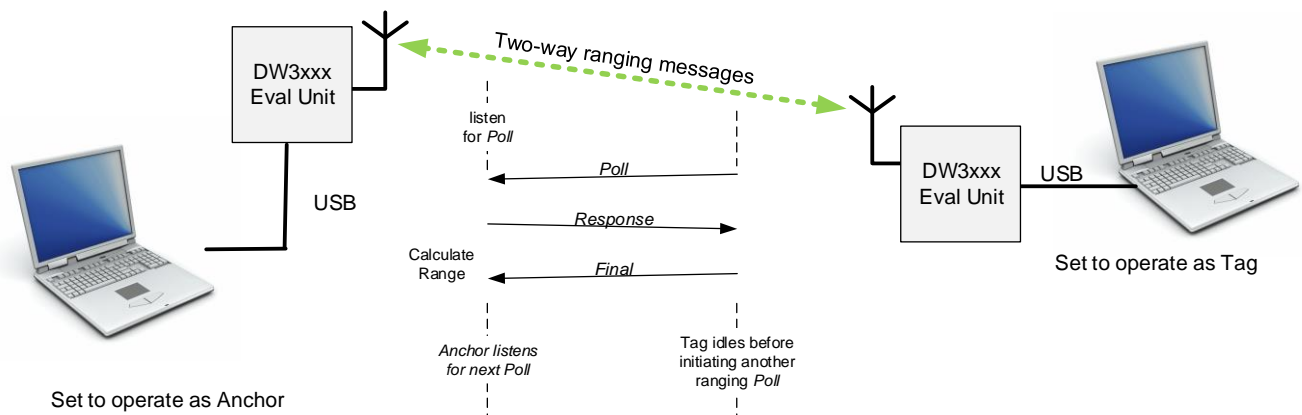 Two-way ranging messages
DW3xxx
Eval Unit
listen
for Poll
Poll
DW3xxx
Eval Unit
USB
USB
Response
Calculate
Range
Final
Set to operate as Tag
Anchor listens
for next Poll
Tag idles before
initiating another
ranging Poll
Set to operate as Anchor